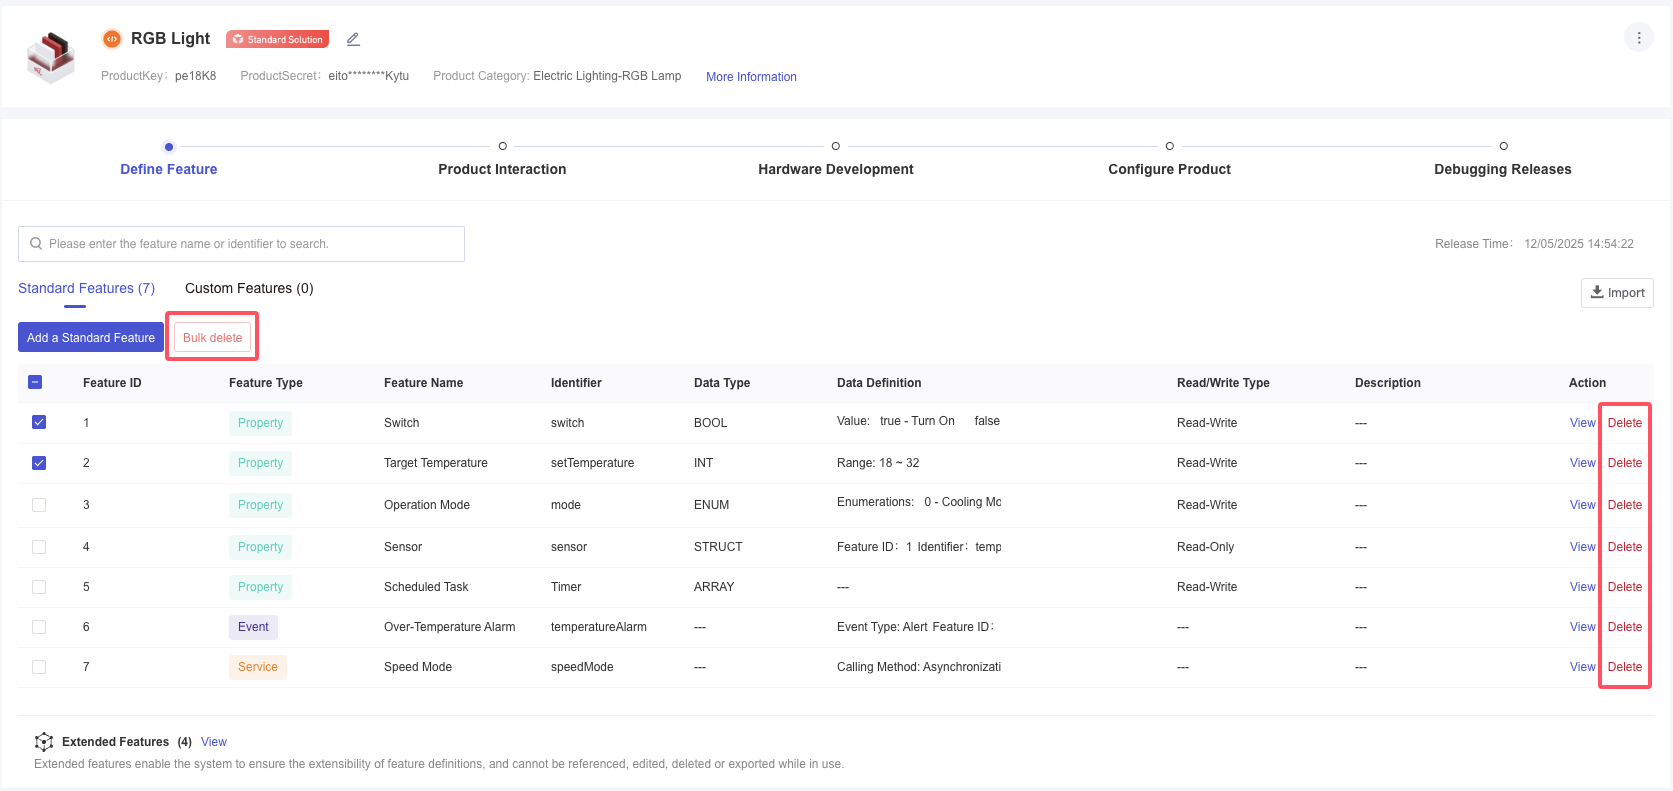 RGB Light Standard Solution
ProductKey： pe18K8 ProductSecret： eito********Kytu Product Category: Electric Lighting-RGB Lamp More Information
Define Feature Product Interaction Hardware Development Configure Product Debugging Releases
Please enter the feature name or identifier to search. Release Time： 12/05/2025 14:54:22
Standard Features (7) Custom Features (0) Import
Add a Standard Feature Bulk delete
Feature ID Feature Type Feature Name Identifier Data Type Data Definition Read/Write Type Description Action
1 Property Switch switch BOOL Value: true - Turn On false Read-Write --- View Delete
2 Property Target Temperature setTemperature INT Range: 18 ~ 32 Read-Write --- View Delete
3 Property Operation Mode mode ENUM Enumerations: 0 - Cooling Mo Read-Write --- View Delete
4 Property Sensor sensor STRUCT Feature ID： 1 Identifier： temp Read-Only --- View Delete
5 Property Scheduled Task Timer ARRAY --- Read-Write --- View Delete
6 Event Over-Temperature Alarm temperatureAlarm --- Event Type: Alert Feature ID： --- --- View Delete
7 Service Speed Mode speedMode --- Calling Method: Asynchronizati --- --- View Delete
Extended Features (4) View
Extended features enable the system to ensure the extensibility of feature definitions, and cannot be referenced, edited, deleted or exported while in use.